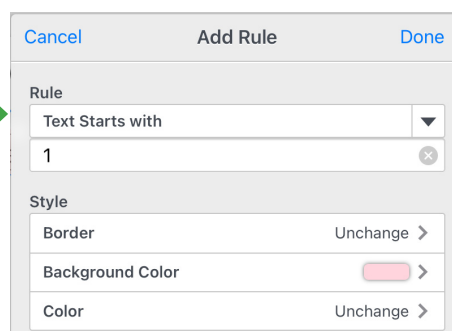 Cancel Add Rule Done
Rule
Text Starts with
1
Style
Border Unchange
Background Color
Color Unchange